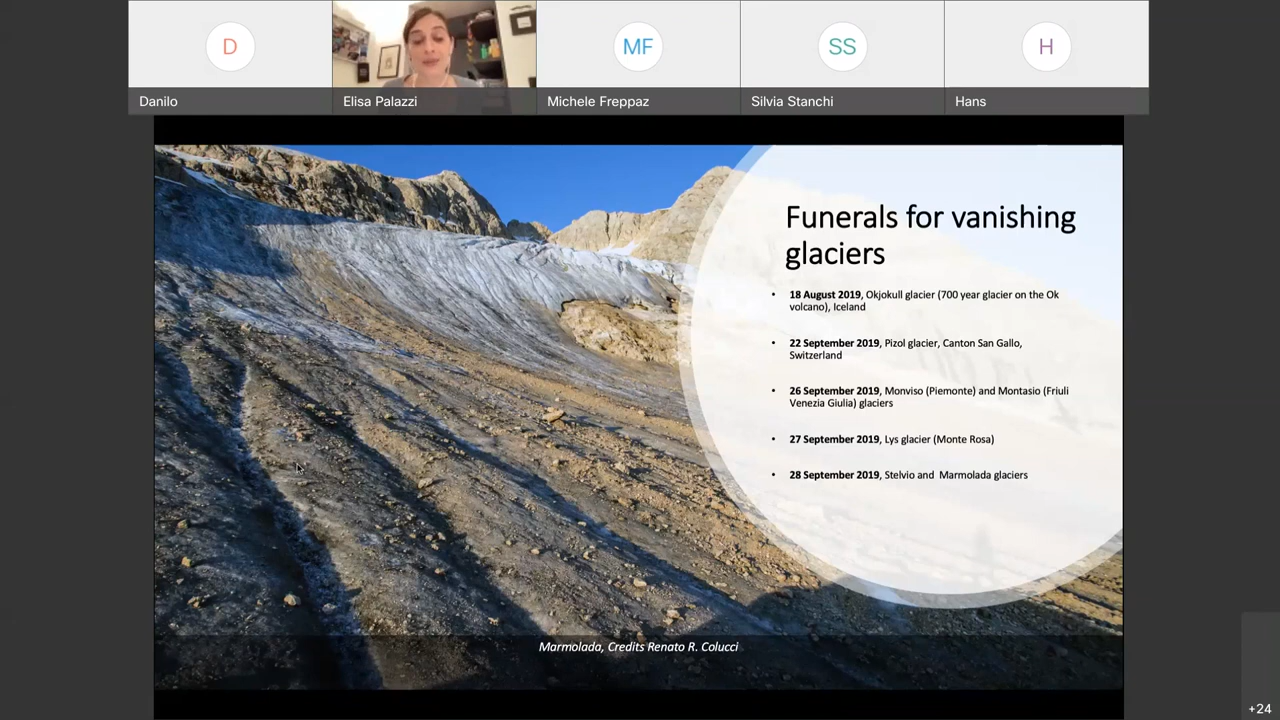 D
MF
SS
H
Danilo
Elisa Palazzi
Michele Freppaz
Silvia Stanchi
Hans
Funerals for vanishing
glaciers
• 18 August 2019, Okjokull glacier (700 year glacier on the Ok
volcano), Iceland
• 22 September 2019, Pizol glacier, Canton San Gallo,
Switzerland
• 26 September 2019, Monviso (Piemonte) and Montasio (Friuli
Venezia Giulia) glaciers
• 27 September 2019, Lys glacier (Monte Rosa)
• 28 September 2019, Stelvio and  Marmolada glaciers
Marmolada, Credits Renato R. Colucci
+24